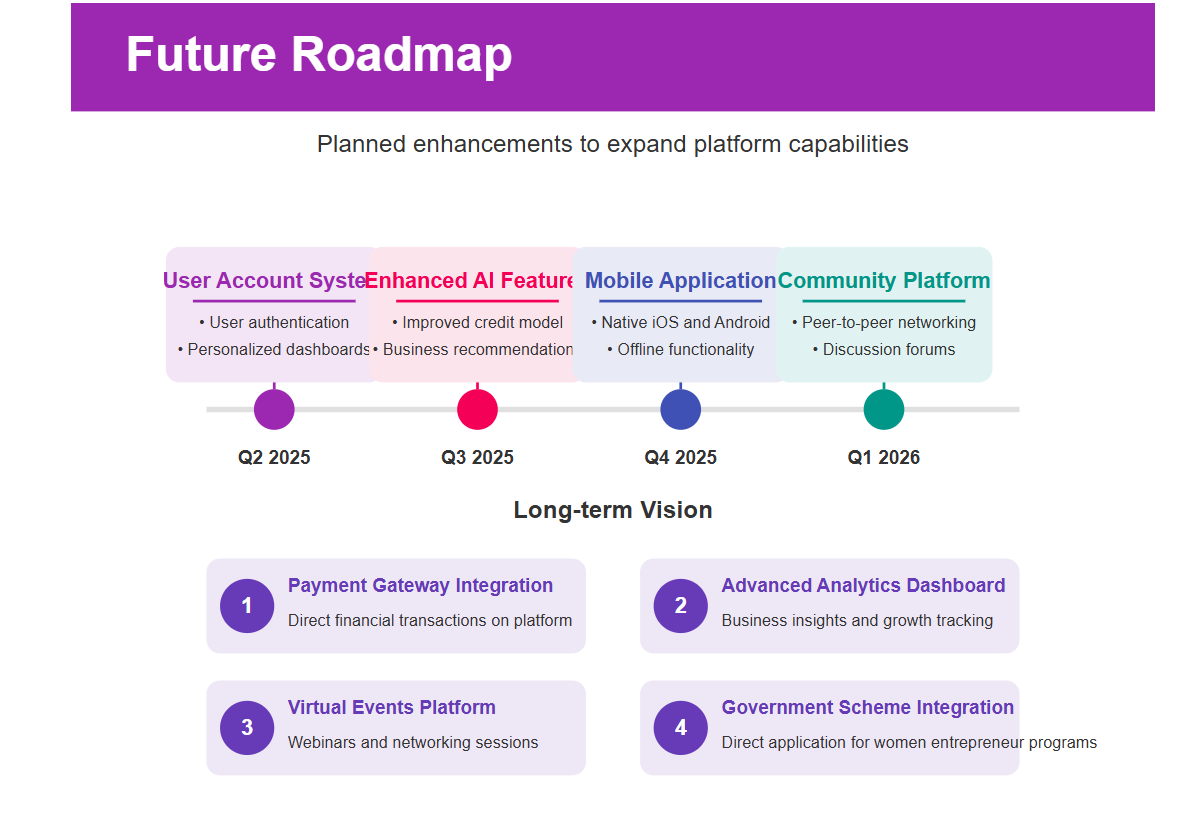 Future Roadmap
Planned enhancements to expand platform capabilities
User Account Syste
• User authentication
• Personalized dashboards
Enhanced AI Feature
• Improved credit model
• Business recommendation
Mobile Application
• Native iOS and Android
• Offline functionality
Community Platform
• Peer-to-peer networking
• Discussion forums
Q2 2025
Q3 2025
Q4 2025
Q1 2026
Long-term Vision
1
Payment Gateway Integration
Direct financial transactions on platform
2
Advanced Analytics Dashboard
Business insights and growth tracking
3
Virtual Events Platform
Webinars and networking sessions
4
Government Scheme Integration
Direct application for women entrepreneur programs